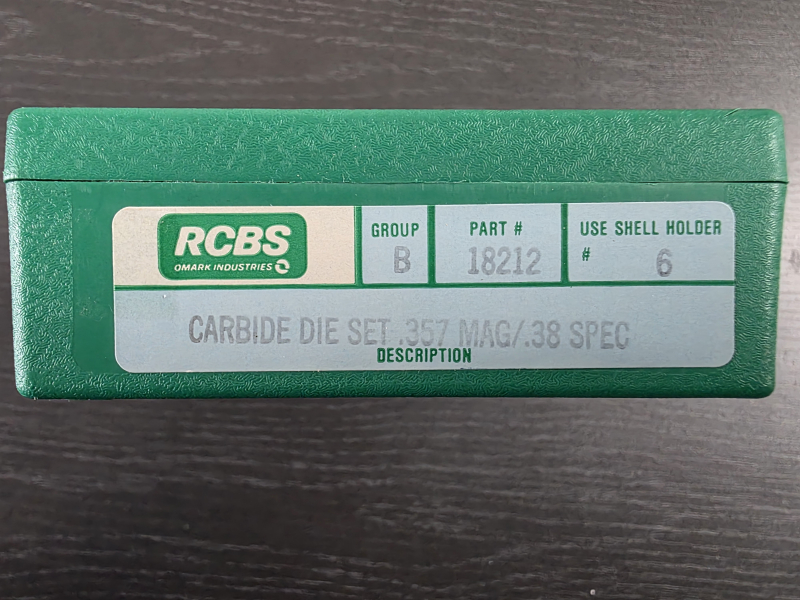 RCBS
OMARK INDUSTRIES
GROUP
B
PART #
18212
USE SHELL HOLDER
# 6
CARBIDE DIE SET .357 MAG/.38 SPEC
DESCRIPTION